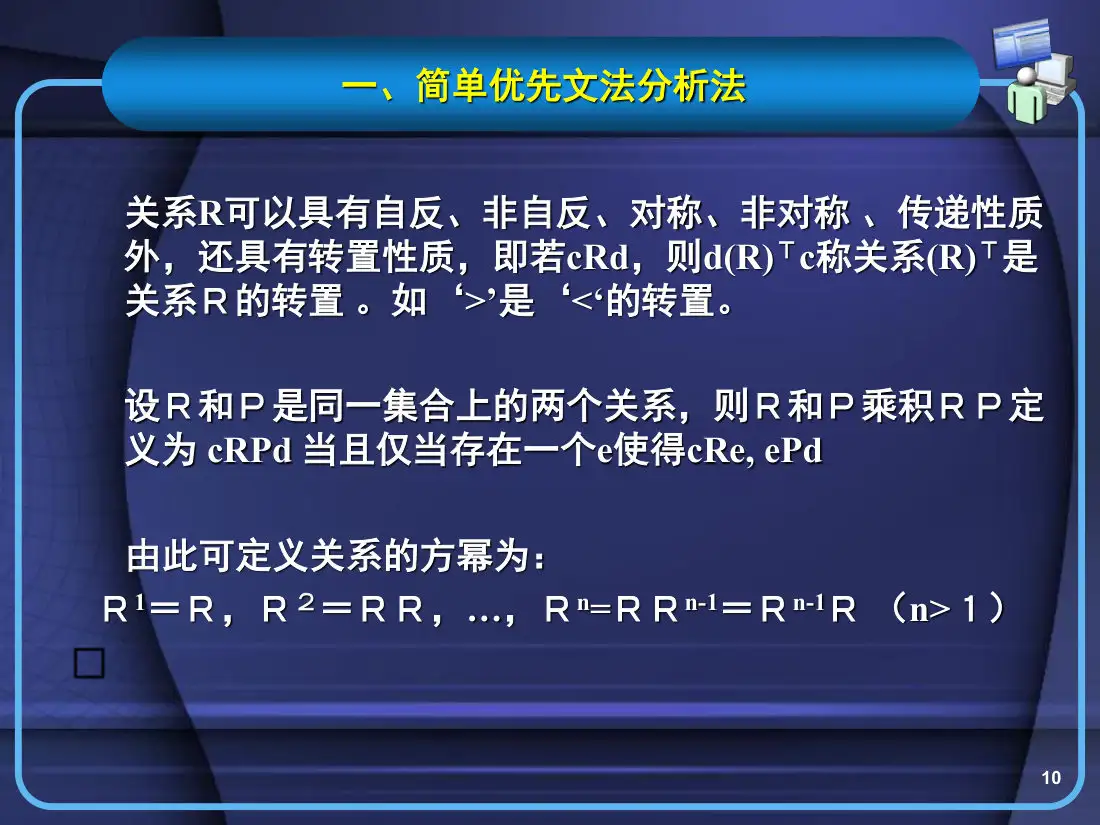 一、简单优先文法分析法
关系R可以具有自反、非自反、对称、非对称 、传递性质
外，还具有转置性质，即若cRd，则d(R)ᵀc称关系(R)ᵀ是
关系Ｒ的转置 。如‘>’是‘<‘的转置。
设Ｒ和Ｐ是同一集合上的两个关系，则Ｒ和Ｐ乘积ＲＰ定
义为 cRPd 当且仅当存在一个e使得cRe, ePd
由此可定义关系的方幂为：
Ｒ¹＝Ｒ，Ｒ²＝ＲＲ，…，Ｒⁿ=ＲＲⁿ⁻¹＝Ｒⁿ⁻¹Ｒ （n>１）
10